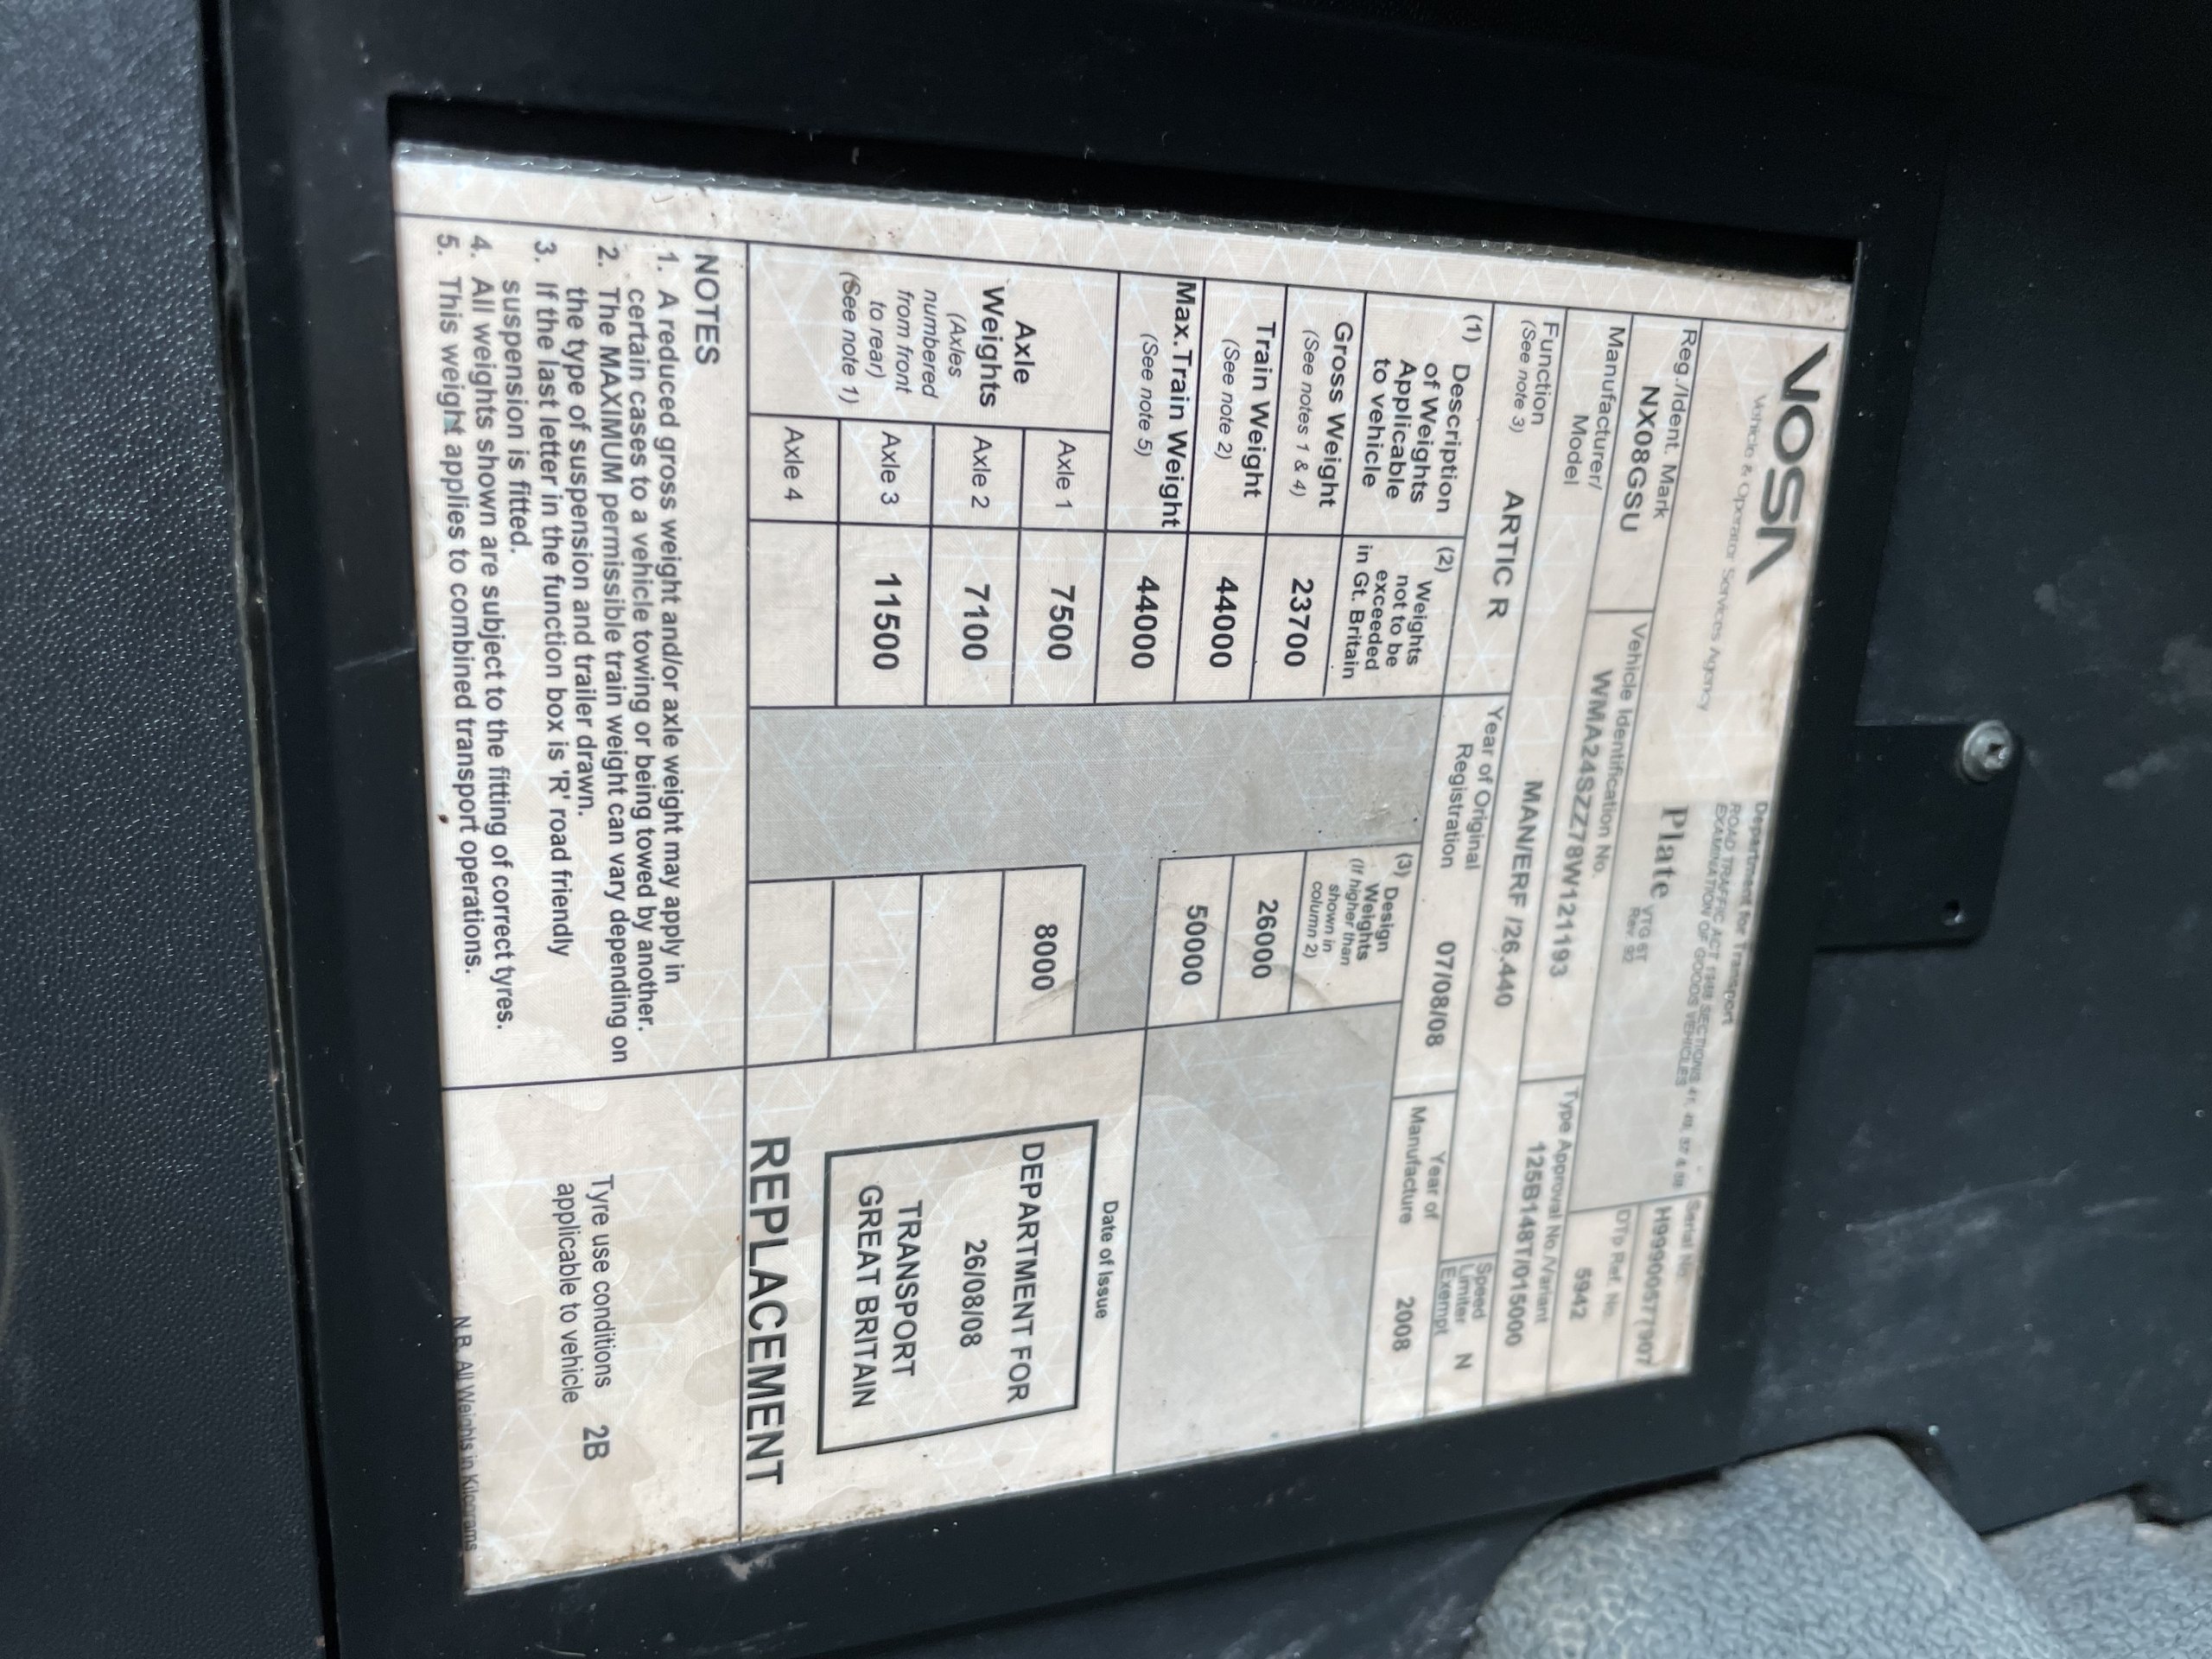 VOSA
Vehicle & Operator Services Agency
Department for Transport
ROAD TRAFFIC ACT 1988 SECTIONS 41, 49, 57 & 58
EXAMINATION OF GOODS VEHICLES
Plate
VTG 6T
Rev 92
Serial No.
Reg./Ident. Mark
NX08GSU
Vehicle Identification No.
WMA24SZZ78W121193
DTp Ref. No.
5942
Manufacturer/
Model
MAN/ERF /26.440
Type Approval No./Variant
125B148T/015000
Function
(See note 3)
ARTIC R
Year of Original
Registration
07/08/08
Year of
Manufacture
2008
Speed
Limiter
Exempt
N
(1) Description
of Weights
Applicable
to vehicle
(2) Weights
not to be
exceeded
in Gt. Britain
(3) Design
Weights
(If higher than
shown in
column 2)
Gross Weight
(See notes 1 & 4)
23700
26000
Train Weight
(See note 2)
44000
50000
Max.Train Weight
(See note 5)
44000
Axle
Weights
(Axles
numbered
from front
to rear)
(See note 1)
Axle 1
7500
8000
Axle 2
7100
Axle 3
11500
Axle 4
Date of Issue
DEPARTMENT FOR
26/08/08
TRANSPORT
GREAT BRITAIN
REPLACEMENT
NOTES
1. A reduced gross weight and/or axle weight may apply in
certain cases to a vehicle towing or being towed by another.
2. The MAXIMUM permissible train weight can vary depending on
the type of suspension and trailer drawn.
3. If the last letter in the function box is 'R' road friendly
suspension is fitted.
4. All weights shown are subject to the fitting of correct tyres.
5. This weight applies to combined transport operations.
Tyre use conditions
applicable to vehicle
2B
N.B. All Weights in Kilograms